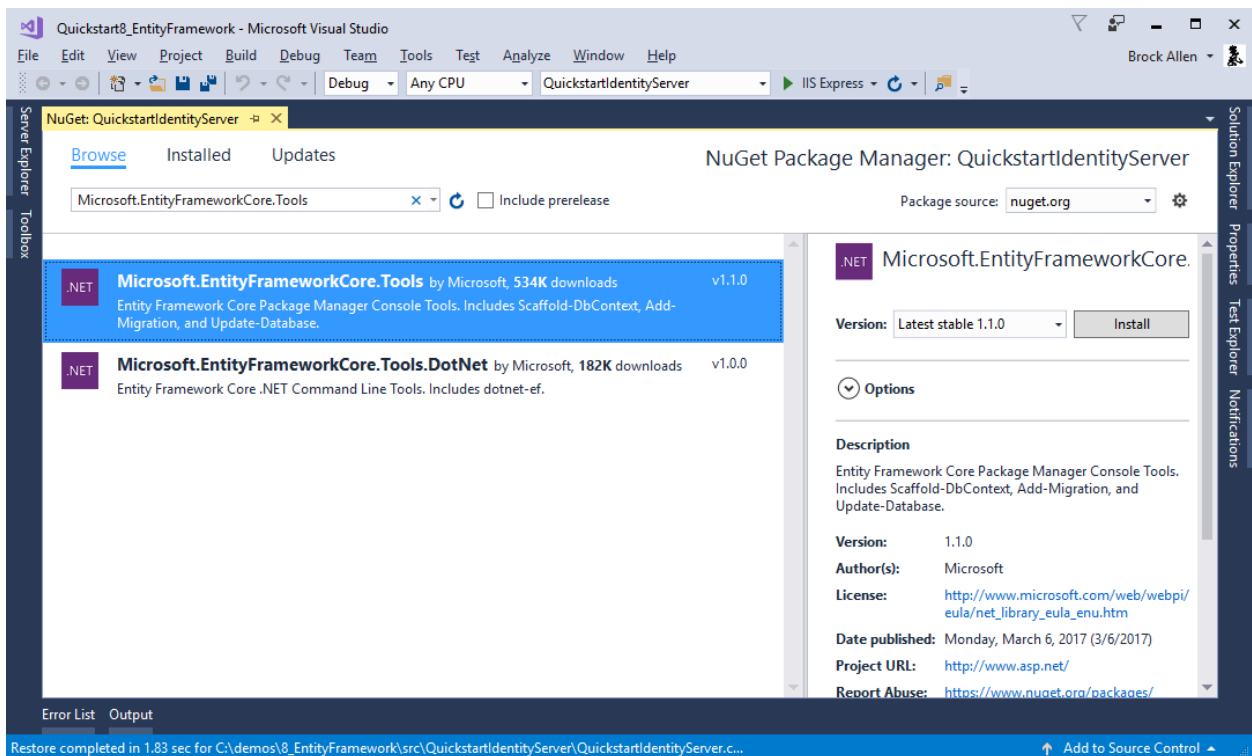 Quickstart8_EntityFramework - Microsoft Visual Studio
File Edit View Project Build Debug Team Tools Test Analyze Window Help
Brock Allen
Debug Any CPU QuickstartIdentityServer IIS Express
Server Explorer
Toolbox
NuGet: QuickstartIdentityServer
Browse Installed Updates
NuGet Package Manager: QuickstartIdentityServer
Microsoft.EntityFrameworkCore.Tools
Include prerelease
Package source: nuget.org
.NET
Microsoft.EntityFrameworkCore.Tools by Microsoft, 534K downloads v1.1.0
Entity Framework Core Package Manager Console Tools. Includes Scaffold-DbContext, Add-
Migration, and Update-Database.
.NET
Microsoft.EntityFrameworkCore.Tools.DotNet by Microsoft, 182K downloads v1.0.0
Entity Framework Core .NET Command Line Tools. Includes dotnet-ef.
.NET
Microsoft.EntityFrameworkCore.
Version: Latest stable 1.1.0 Install
Options
Description
Entity Framework Core Package Manager Console Tools.
Includes Scaffold-DbContext, Add-Migration, and
Update-Database.
Version: 1.1.0
Author(s): Microsoft
License: http://www.microsoft.com/web/webpi/
eula/net_library_eula_enu.htm
Date published: Monday, March 6, 2017 (3/6/2017)
Project URL: http://www.asp.net/
Report Abuse: https://www.nuget.org/packages/
Solution Explorer
Properties
Test Explorer
Notifications
Error List Output
Restore completed in 1.83 sec for C:\demos\8_EntityFramework\src\QuickstartIdentityServer\QuickstartIdentityServer.c...
Add to Source Control